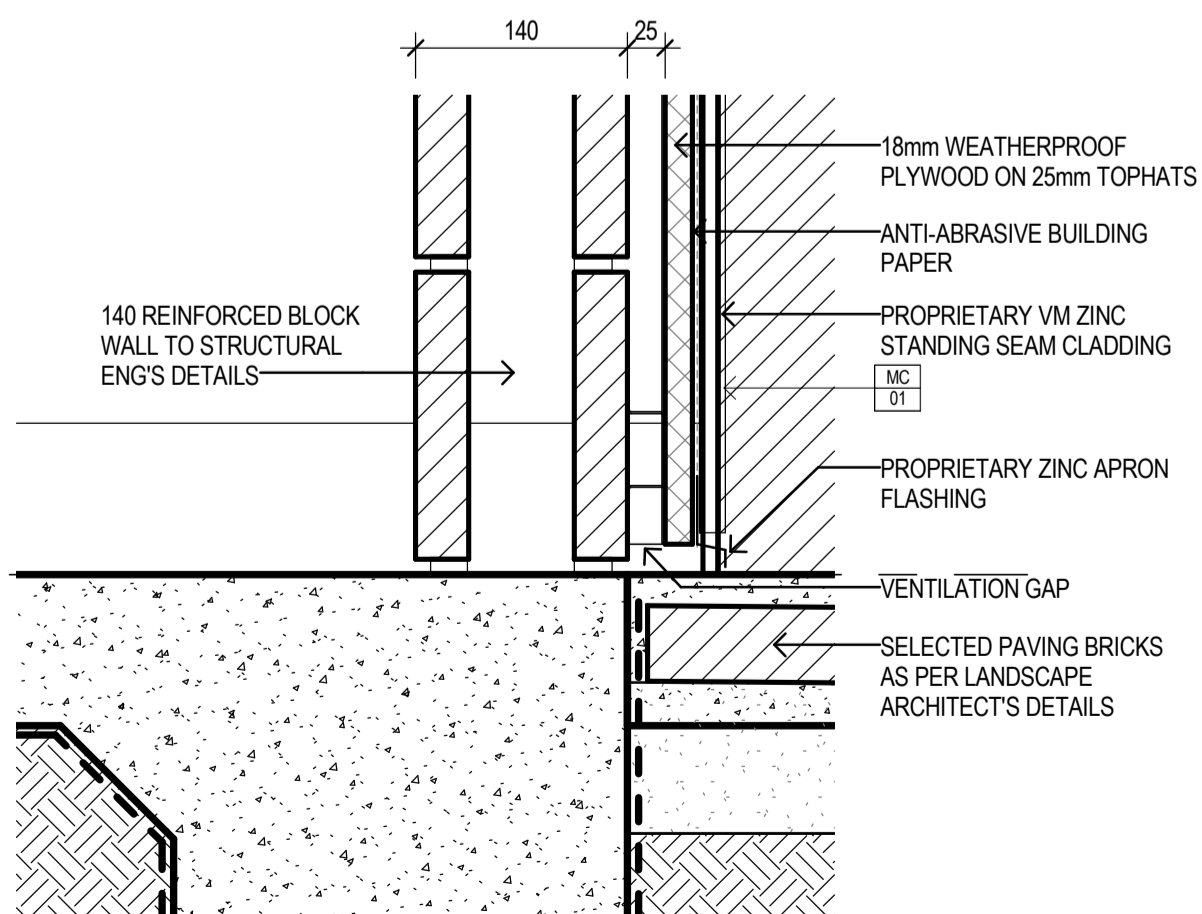 140
25
18mm WEATHERPROOF
PLYWOOD ON 25mm TOPHATS
ANTI-ABRASIVE BUILDING
PAPER
140 REINFORCED BLOCK
WALL TO STRUCTURAL
ENG'S DETAILS
PROPRIETARY VM ZINC
STANDING SEAM CLADDING
MC
01
PROPRIETARY ZINC APRON
FLASHING
VENTILATION GAP
SELECTED PAVING BRICKS
AS PER LANDSCAPE
ARCHITECT'S DETAILS